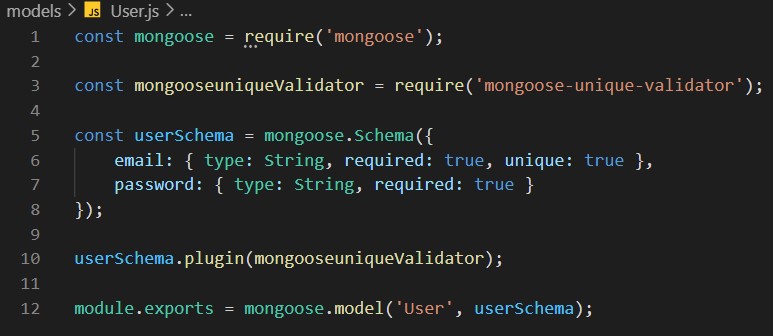 models > JS User.js > ...
1 const mongoose = require('mongoose');
2
3 const mongooseuniqueValidator = require('mongoose-unique-validator');
4
5 const userSchema = mongoose.Schema({
6     email: { type: String, required: true, unique: true },
7     password: { type: String, required: true }
8 });
9
10 userSchema.plugin(mongooseuniqueValidator);
11
12 module.exports = mongoose.model('User', userSchema);